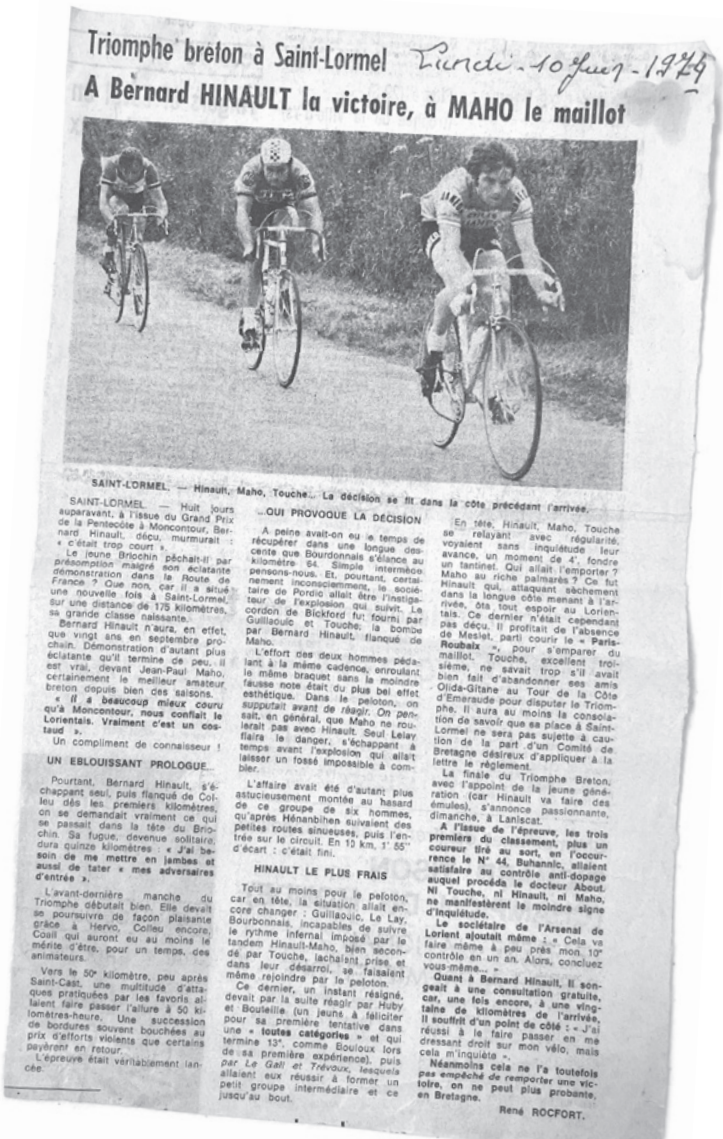 Triomphe breton à Saint-Lormel
Lundi - 10 Juin - 1974
A Bernard HINAULT la victoire, à MAHO le maillot
SAINT-LORMEL. — Hinault, Maho, Touche... La décision se fit dans la côte précédant l'arrivée.
SAINT-LORMEL. — Huit jours
auparavant, à l'issue du Grand Prix
de la Pentecôte à Moncontour, Ber-
nard Hinault, déçu, murmurait :
« c'était trop court ».
Le jeune Briochin péchait-il par
présomption malgré son éclatante
démonstration dans la Route de
France ? Que non, car il a situé
une nouvelle fois à Saint-Lormel,
sur une distance de 175 kilomètres,
sa grande classe naissante.
Bernard Hinault n'aura, en effet,
que vingt ans en septembre pro-
chain. Démonstration d'autant plus
éclatante qu'il termine de peu, il
est vrai, devant Jean-Paul Maho,
certainement le meilleur amateur
breton depuis bien des saisons.
« Il a beaucoup mieux couru
qu'à Moncontour, nous confiait le
Lorientais. Vraiment c'est un cos-
taud ».
Un compliment de connaisseur !
UN EBLOUISSANT PROLOGUE...
Pourtant, Bernard Hinault, s'é-
chappant seul, puis flanqué de Col-
leu dès les premiers kilomètres,
on se demandait vraiment ce qui
se passait dans la tête du Brio-
chin. Sa fugue, devenue solitaire,
dura quinze kilomètres : « J'ai be-
soin de me mettre en jambes et
aussi de tater « mes adversaires
d'entrée ».
L'avant-dernière manche du
Triomphe débutait bien. Elle devait
se poursuivre de façon plaisante
grâce à Hervo, Colleu encore,
Coail qui auront eu au moins le
mérite d'être, pour un temps, des
animateurs.
Vers le 50e kilomètre, peu après
Saint-Cast, une multitude d'atta-
ques pratiquées par les favoris al-
laient faire passer l'allure à 50 ki-
lomètres-heure. Une succession
de bordures souvent bouchées au
prix d'efforts violents que certains
payèrent en retour.
L'épreuve était véritablement lan-
cée.
...QUI PROVOQUE LA DÉCISION
A peine avait-on eu le temps de
récupérer dans une longue des-
cente que Bourdonnais s'élance au
kilomètre 64. Simple intermède
pensons-nous. Et, pourtant, certai-
nement inconsciemment, le socié-
taire de Pordic allait être l'instiga-
teur de l'explosion qui suivit. Le
cordon de Bickford fut fourni par
Guillaouic et Touche; la bombe
par Bernard Hinault, flanqué de
Maho.
L'effort des deux hommes péda-
lant à la même cadence, enroulant
le même braquet sans la moindre
fausse note était du plus bel effet
esthétique. Dans le peloton, on
supputait avant de réagir. On pen-
sait, en général, que Maho ne rou-
lerait pas avec Hinault. Seul Lelay
flaira le danger, s'échappant à
temps avant l'explosion qui allait
laisser un fossé impossible à com-
bler.
L'affaire avait été d'autant plus
astucieusement montée au hasard
de ce groupe de six hommes,
qu'après Hénanbihen suivaient des
petites routes sinueuses, puis l'en-
trée sur le circuit. En 10 km, 1' 55"
d'écart : c'était fini.
HINAULT LE PLUS FRAIS
Tout au moins pour le peloton,
car en tête, la situation allait en-
core changer : Guillaouic, Le Lay,
Bourbonnais, incapables de suivre
le rythme infernal imposé par le
tandem Hinault-Maho, bien secon-
dé par Touche, lachaient prise et
dans leur désarroi, se faisaient
même rejoindre par le peloton.
Ce dernier, un instant résigné,
devait par la suite réagir par Huby
et Bouteille (un jeune à féliciter
pour sa première tentative dans
une « toutes catégories » et qui
termine 13e, comme Bouloux lors
de sa première expérience), puis
par Le Gall et Trévoux, lesquels
allaient eux réussir à former un
petit groupe intermédiaire et ce
jusqu'au bout.
En tête, Hinault, Maho, Touche
se relayant avec régularité,
voyaient sans inquiétude leur
avance, un moment de 4', fondre
un tantinet. Qui allait l'emporter ?
Maho au riche palmarès ? Ce fut
Hinault qui, attaquant sèchement
dans la longue côte menant à l'ar-
rivée, ôta tout espoir au Lorien-
tais. Ce dernier n'était cependant
pas déçu. Il profitait de l'absence
de Meslet, parti courir le « Paris-
Roubaix », pour s'emparer du
maillot. Touche, excellent troi-
sième, ne savait trop s'il avait
bien fait d'abandonner ses amis
Olida-Gitane au Tour de la Côte
d'Emeraude pour disputer le Triom-
phe. Il aura au moins la consola-
tion de savoir que sa place à Saint-
Lormel ne sera pas sujette à cau-
tion de la part d'un Comité de
Bretagne désireux d'appliquer à la
lettre le règlement.
La finale du Triomphe Breton,
avec l'appoint de la jeune géné-
ration (car Hinault va faire des
émules), s'annonce passionnante,
dimanche, à Laniscat.
A l'issue de l'épreuve, les trois
premiers du classement, plus un
coureur tiré au sort, en l'occur-
rence le N° 44, Buhannic, allaient
satisfaire au contrôle anti-dopage
auquel procéda le docteur About.
Ni Touche, ni Hinault, ni Maho,
ne manifestèrent le moindre signe
d'inquiétude.
Le sociétaire de l'Arsenal de
Lorient ajoutait même : « Cela va
faire même à peu près mon 10e
contrôle en un an. Alors, concluez
vous-même... »
Quant à Bernard Hinault, il son-
geait à une consultation gratuite,
car, une fois encore, à une ving-
taine de kilomètres de l'arrivée,
il souffrit d'un point de côté : « J'ai
réussi à le faire passer en me
dressant droit sur mon vélo, mais
cela m'inquiète ».
Néanmoins cela ne l'a toutefois
pas empêché de remporter une vic-
toire, on ne peut plus probante,
en Bretagne.
René ROCFORT.